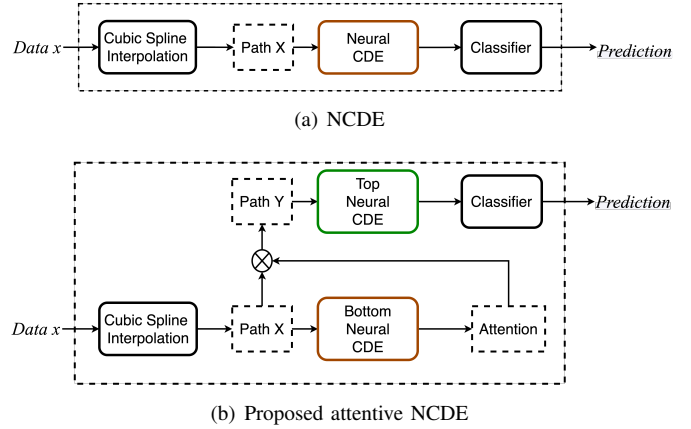 Data x
Cubic Spline
Interpolation
Path X
Neural
CDE
Classifier
Prediction
(a) NCDE
Path Y
Top
Neural
CDE
Classifier
Prediction
Data x
Cubic Spline
Interpolation
Path X
Bottom
Neural
CDE
Attention
(b) Proposed attentive NCDE